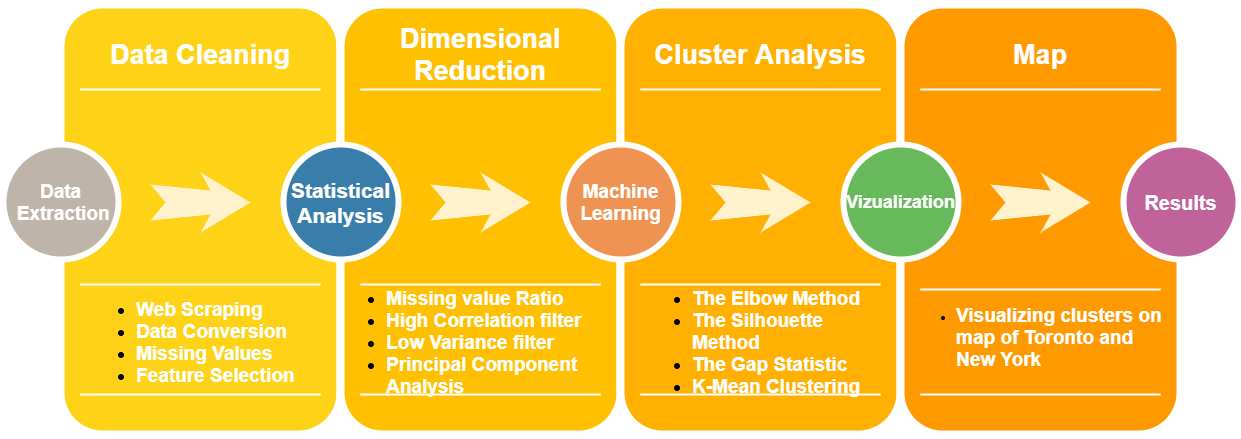 Data Cleaning
Dimensional
Reduction
Cluster Analysis
Map
Data
Extraction
Statistical
Analysis
Machine
Learning
Vizualization
Results
• Web Scraping
• Data Conversion
• Missing Values
• Feature Selection
• Missing value Ratio
• High Correlation filter
• Low Variance filter
• Principal Component
Analysis
• The Elbow Method
• The Silhouette
Method
• The Gap Statistic
• K-Mean Clustering
• Visualizing clusters on
map of Toronto and
New York